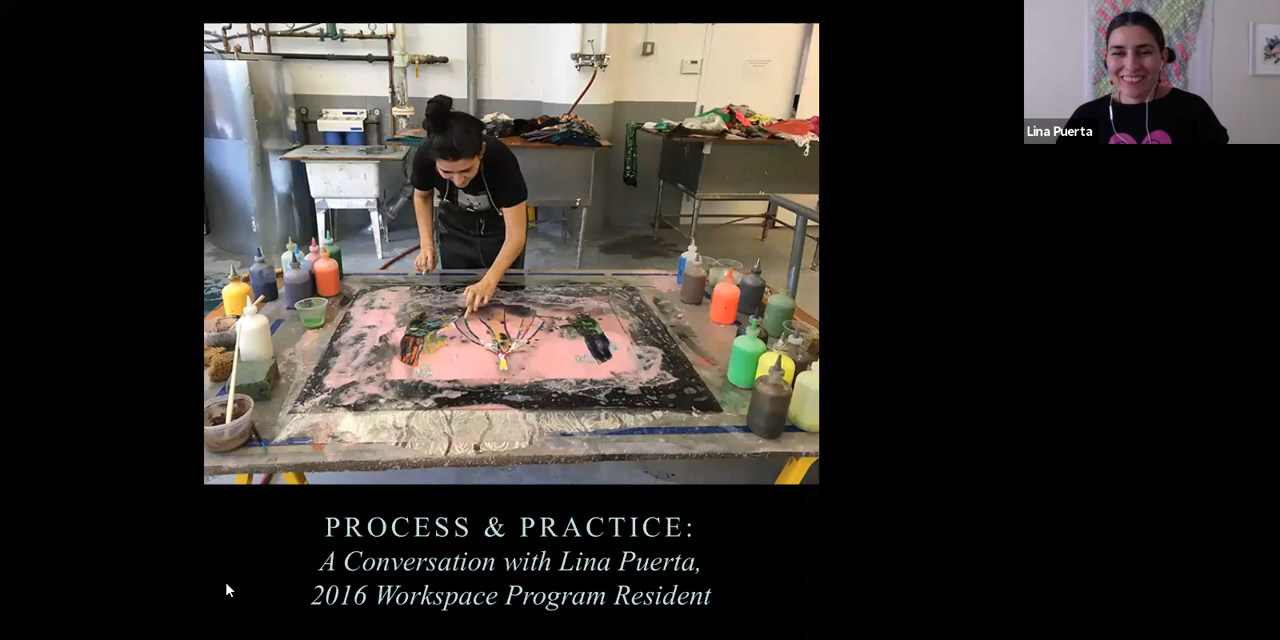 Lina Puerta
PROCESS & PRACTICE:
A Conversation with Lina Puerta,
2016 Workspace Program Resident